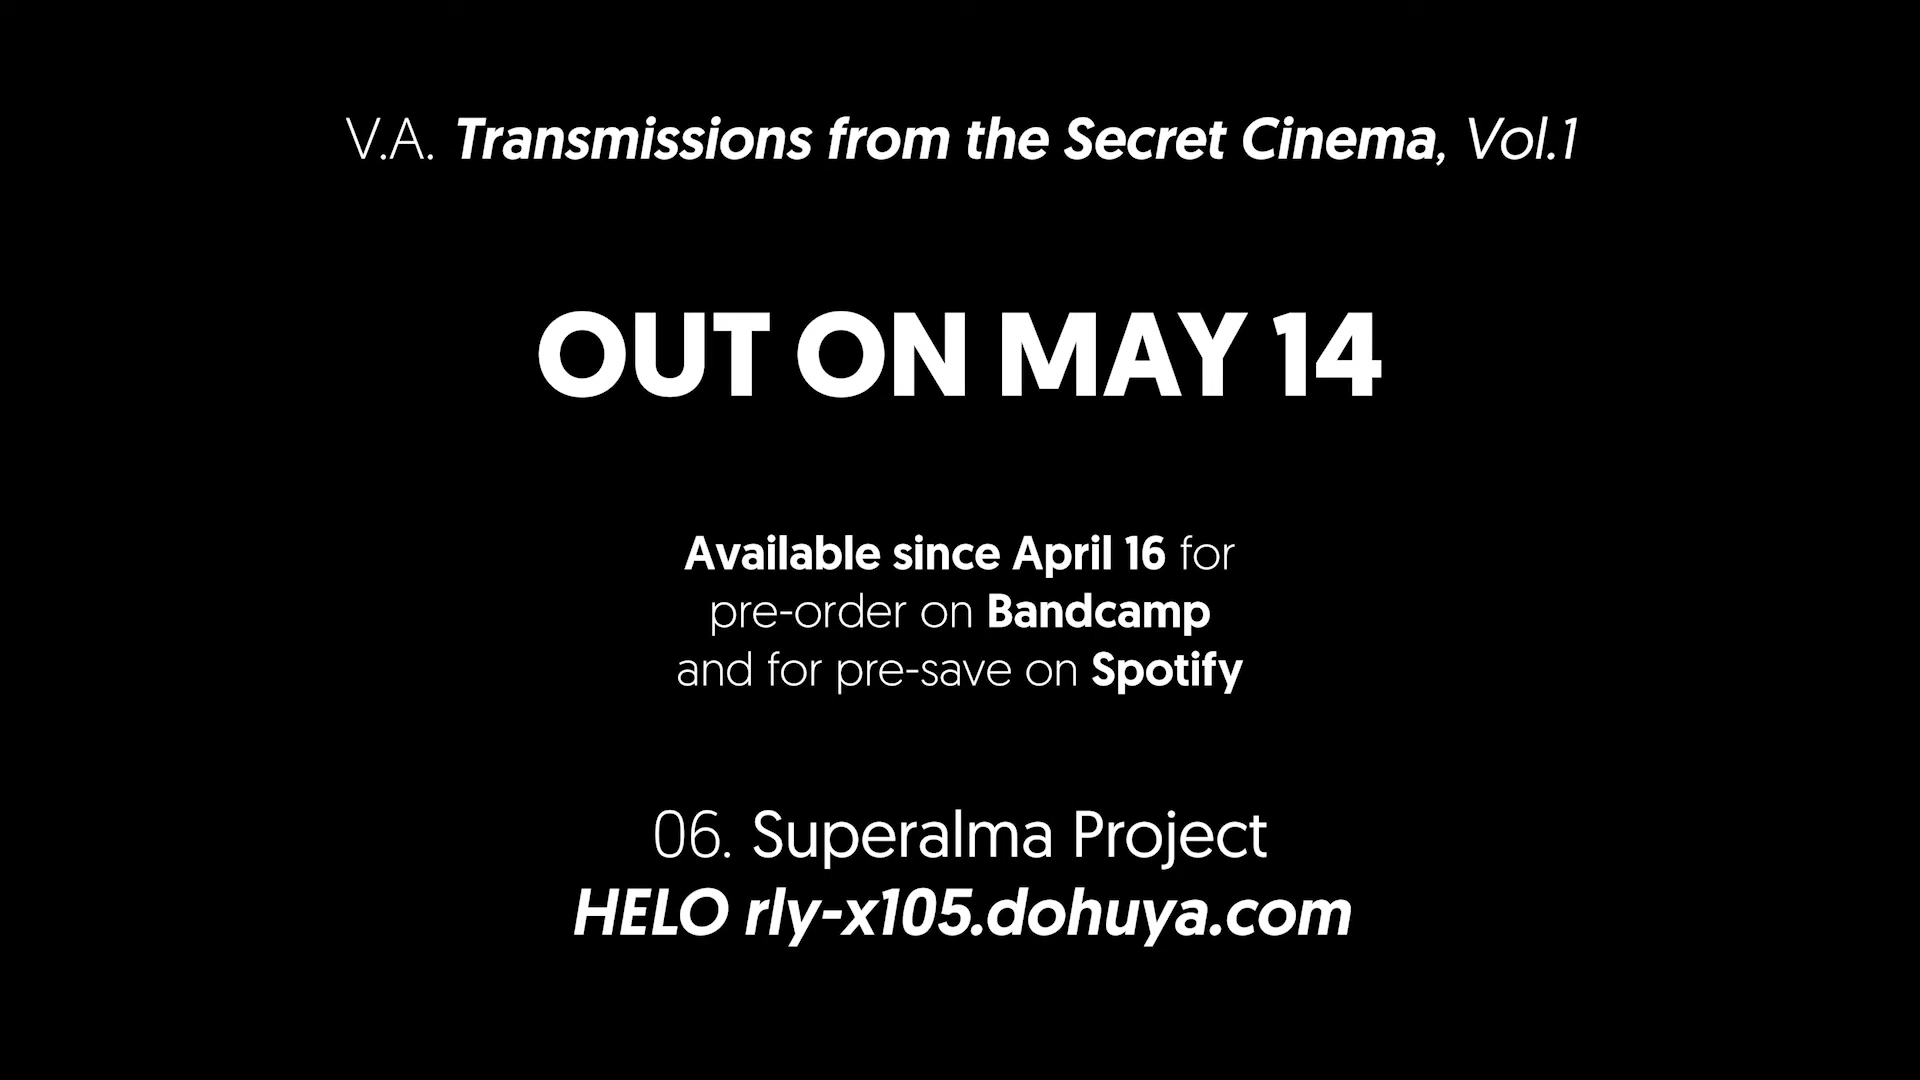 V.A. Transmissions from the Secret Cinema, Vol.1
OUT ON MAY 14
Available since April 16 for
pre-order on Bandcamp
and for pre-save on Spotify
06. Superalma Project
HELO rly-x105.dohuya.com